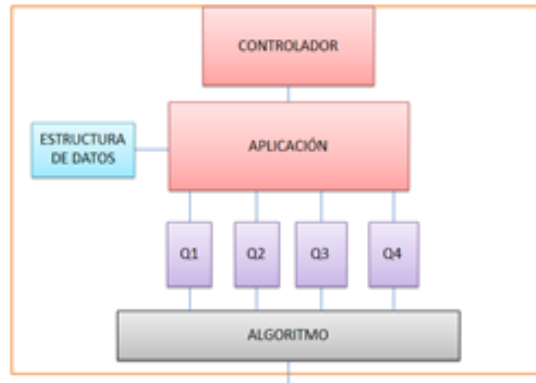 CONTROLADOR
ESTRUCTURA
DE DATOS
APLICACIÓN
Q1
Q2
Q3
Q4
ALGORITMO